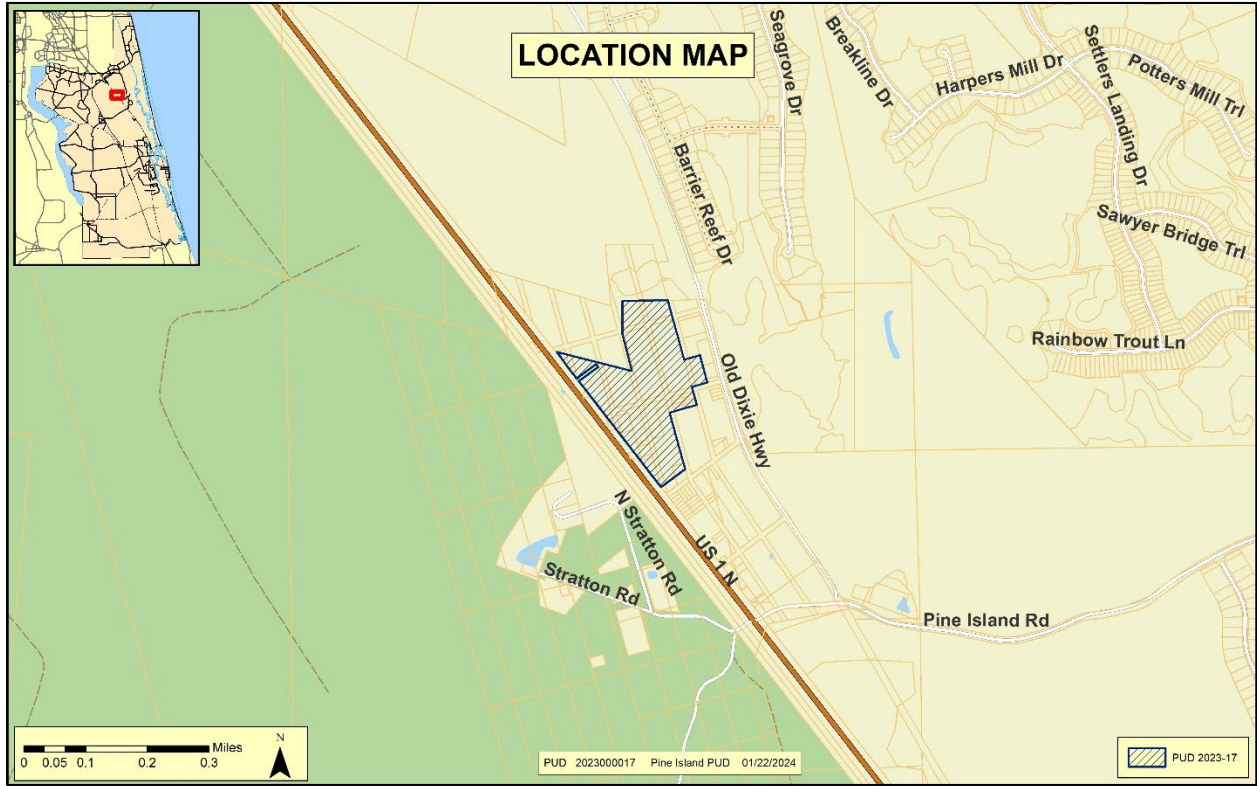 LOCATION MAP
Seagrove Dr
Breakline Dr
Harpers Mill Dr
Settlers Landing Dr
Potters Mill Trl
Barrier Reef Dr
Sawyer Bridge Trl
Rainbow Trout Ln
Old Dixie Hwy
N Stratton Rd
US 1 N
Stratton Rd
Pine Island Rd
Miles
0 0.05 0.1 0.2 0.3
N
PUD 2023000017 Pine Island PUD 01/22/2024
PUD 2023-17